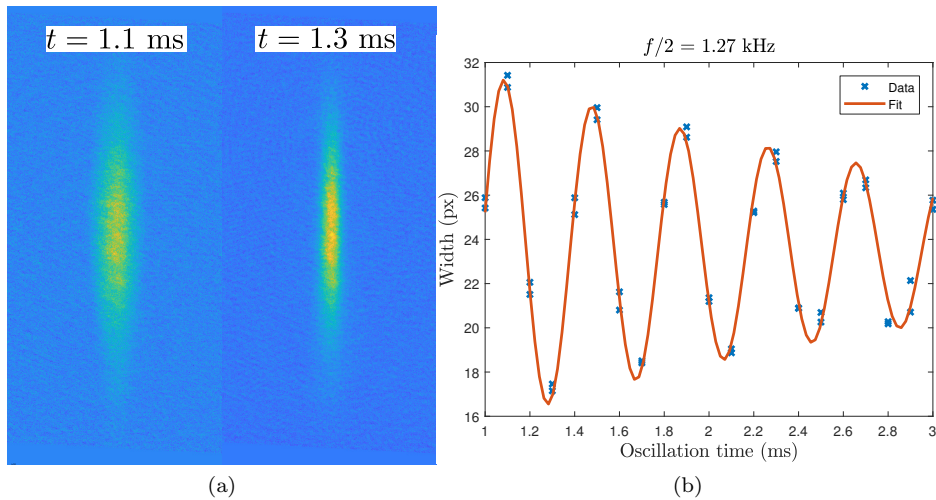 t = 1.1 ms
t = 1.3 ms
(a)
f/2 = 1.27 kHz
Width (px)
32
30
28
26
24
22
20
18
16
Data
Fit
1
1.2
1.4
1.6
1.8
2
2.2
2.4
2.6
2.8
3
Oscillation time (ms)
(b)